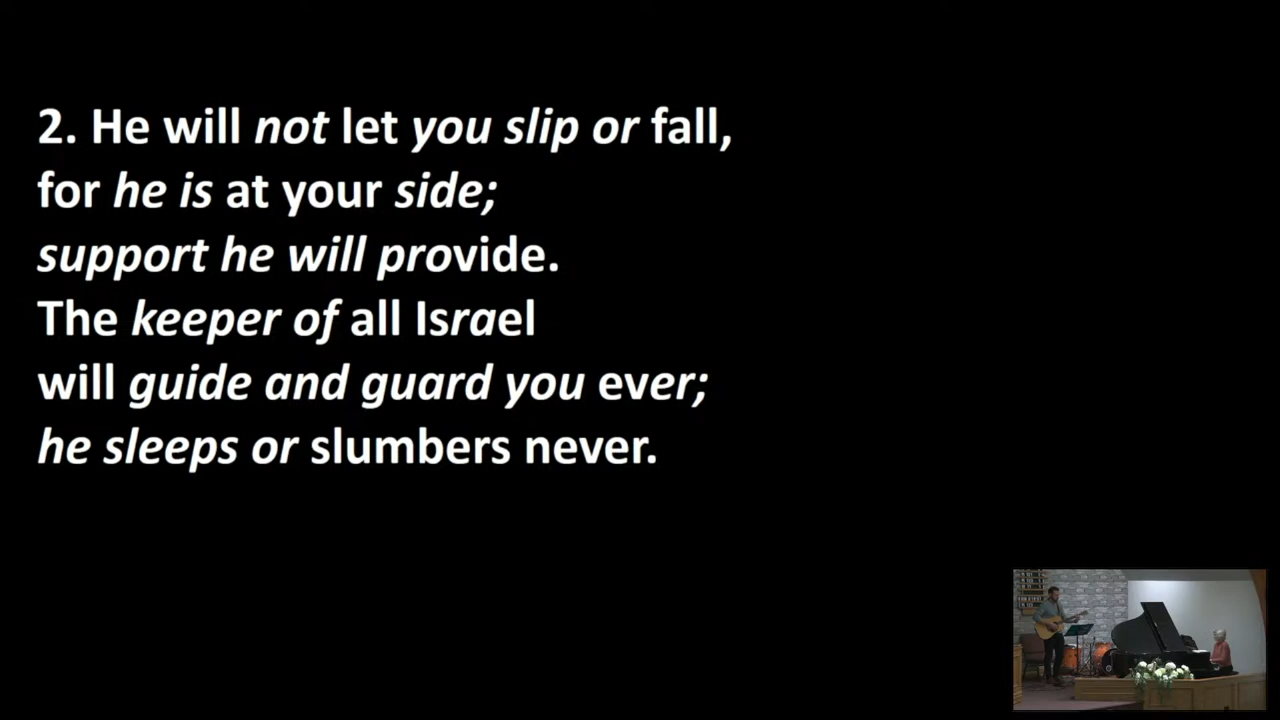 2. He will not let you slip or fall,
for he is at your side;
support he will provide.
The keeper of all Israel
will guide and guard you ever;
he sleeps or slumbers never.